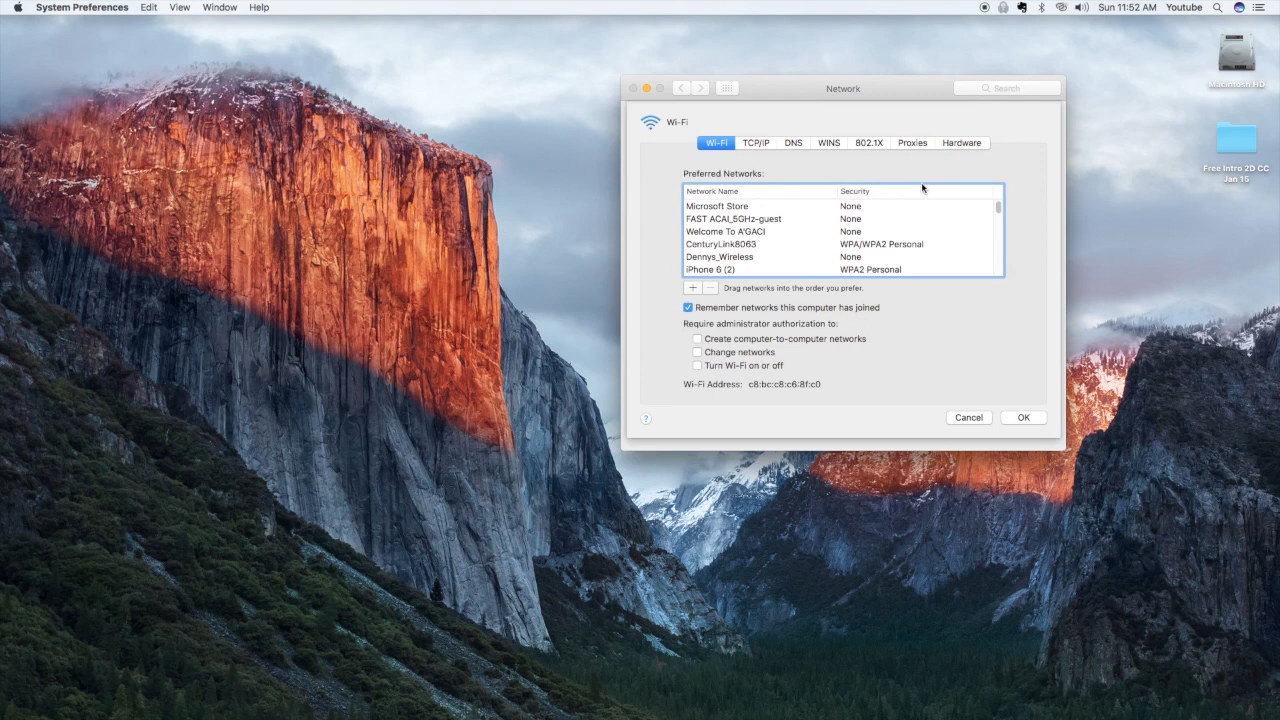 System Preferences Edit View Window Help Sun 11:52 AM Youtube
Macintosh HD
Free Intro 2D CC
Jan 15
Network Search
Wi-Fi
Wi-Fi TCP/IP DNS WINS 802.1X Proxies Hardware
Preferred Networks:
Network Name Security
Microsoft Store None
FAST ACAI_5GHz-guest None
Welcome To A'GACI None
CenturyLink8063 WPA/WPA2 Personal
Dennys_Wireless None
iPhone 6 (2) WPA2 Personal
+ − Drag networks into the order you prefer.
Remember networks this computer has joined
Require administrator authorization to:
Create computer-to-computer networks
Change networks
Turn Wi-Fi on or off
Wi-Fi Address: c8:bc:c8:c6:8f:c0
? Cancel OK